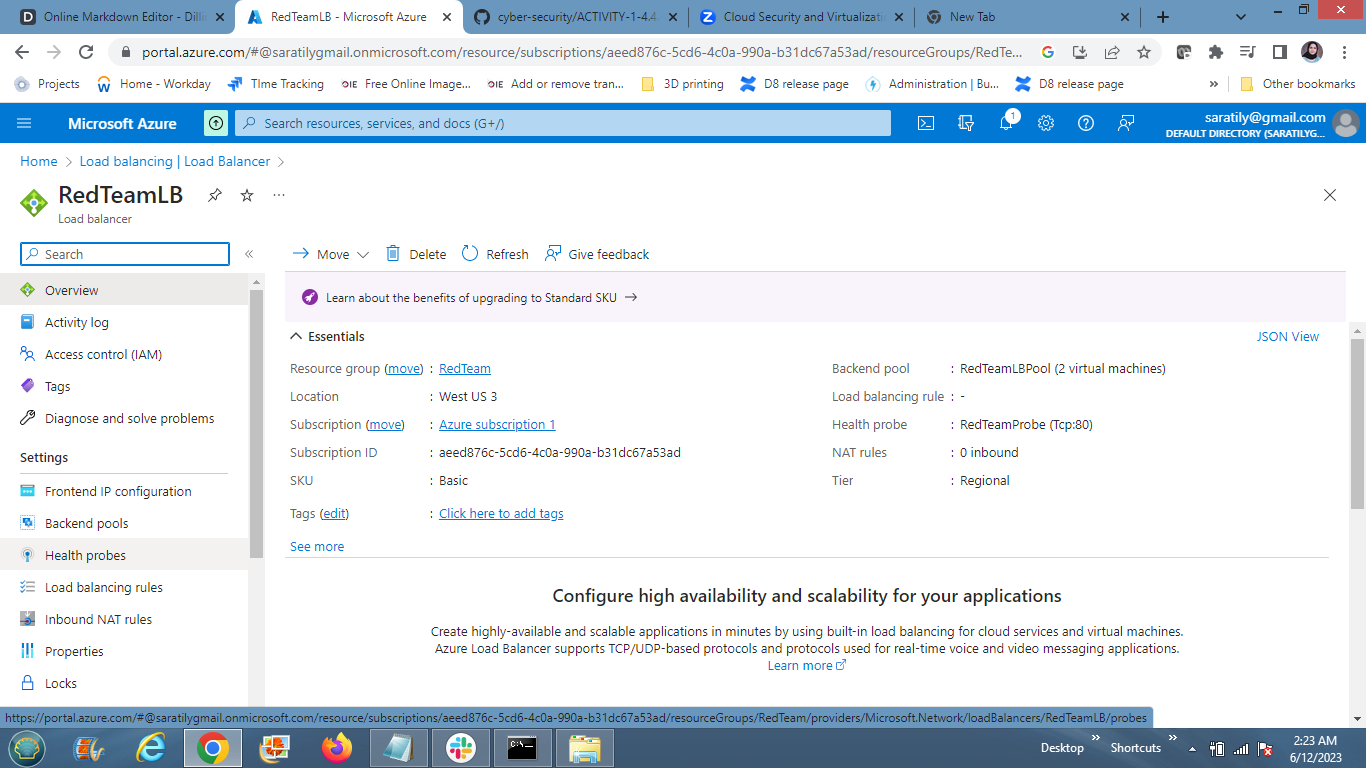 Online Markdown Editor - Dilli
RedTeamLB - Microsoft Azure
cyber-security/ACTIVITY-1-4.4.
Cloud Security and Virtualizati
New Tab
portal.azure.com/#@saratilygmail.onmicrosoft.com/resource/subscriptions/aeed876c-5cd6-4c0a-990a-b31dc67a53ad/resourceGroups/RedTe...
Projects
Home - Workday
TIme Tracking
OIE Free Online Image...
OIE Add or remove tran...
3D printing
D8 release page
Administration | Bu...
D8 release page
»
Other bookmarks
Microsoft Azure
Search resources, services, and docs (G+/)
1
saratily@gmail.com
DEFAULT DIRECTORY (SARATILYG...
Home > Load balancing | Load Balancer >
RedTeamLB
...
Load balancer
Search
«
Move
Delete
Refresh
Give feedback
Overview
Activity log
Access control (IAM)
Tags
Diagnose and solve problems
Settings
Frontend IP configuration
Backend pools
Health probes
Load balancing rules
Inbound NAT rules
Properties
Locks
Learn about the benefits of upgrading to Standard SKU →
Essentials
JSON View
Resource group (move) : RedTeam
Location : West US 3
Subscription (move) : Azure subscription 1
Subscription ID : aeed876c-5cd6-4c0a-990a-b31dc67a53ad
SKU : Basic
Tags (edit) : Click here to add tags
See more
Backend pool : RedTeamLBPool (2 virtual machines)
Load balancing rule : -
Health probe : RedTeamProbe (Tcp:80)
NAT rules : 0 inbound
Tier : Regional
Configure high availability and scalability for your applications
Create highly-available and scalable applications in minutes by using built-in load balancing for cloud services and virtual machines.
Azure Load Balancer supports TCP/UDP-based protocols and protocols used for real-time voice and video messaging applications.
Learn more
https://portal.azure.com/#@saratilygmail.onmicrosoft.com/resource/subscriptions/aeed876c-5cd6-4c0a-990a-b31dc67a53ad/resourceGroups/RedTeam/providers/Microsoft.Network/loadBalancers/RedTeamLB/probes
Desktop »
Shortcuts »
2:23 AM
6/12/2023